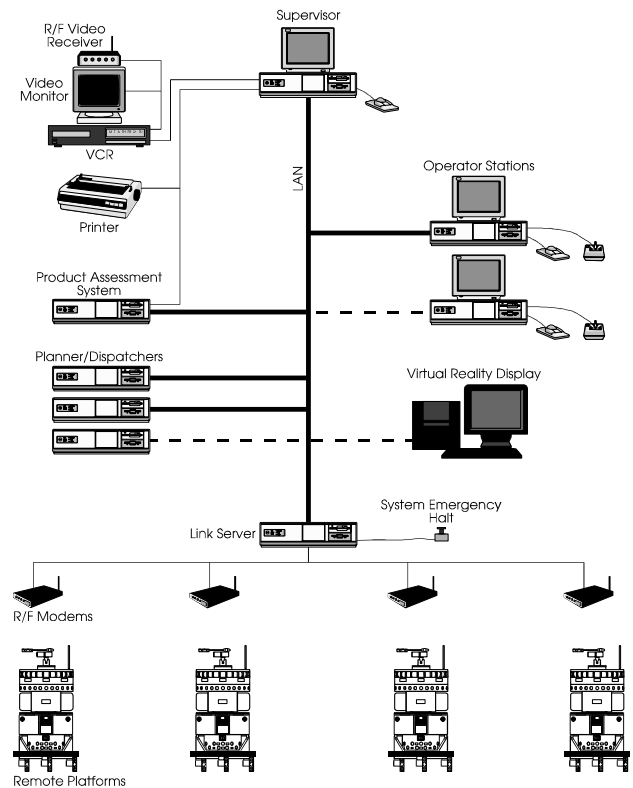 Supervisor
R/F Video
Receiver
Video
Monitor
VCR
LAN
Operator Stations
Printer
Product Assessment
System
Planner/Dispatchers
Virtual Reality Display
System Emergency
Halt
Link Server
R/F Modems
Remote Platforms